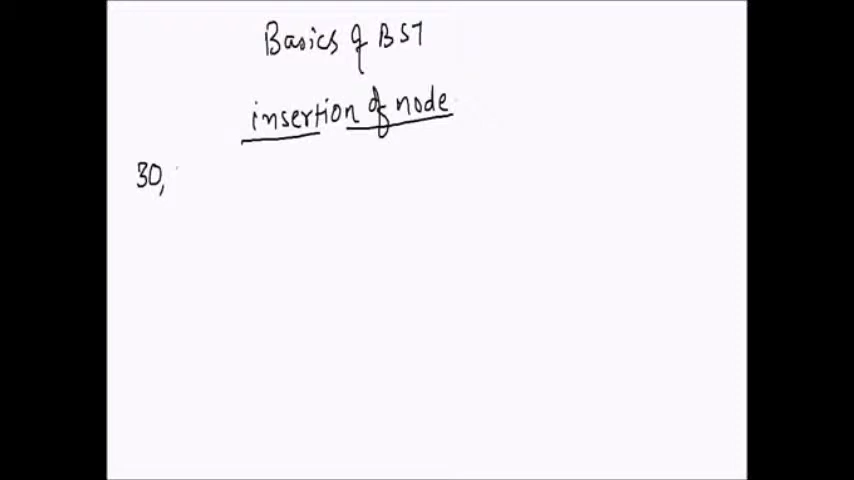 Basics of BST
insertion of node
30,